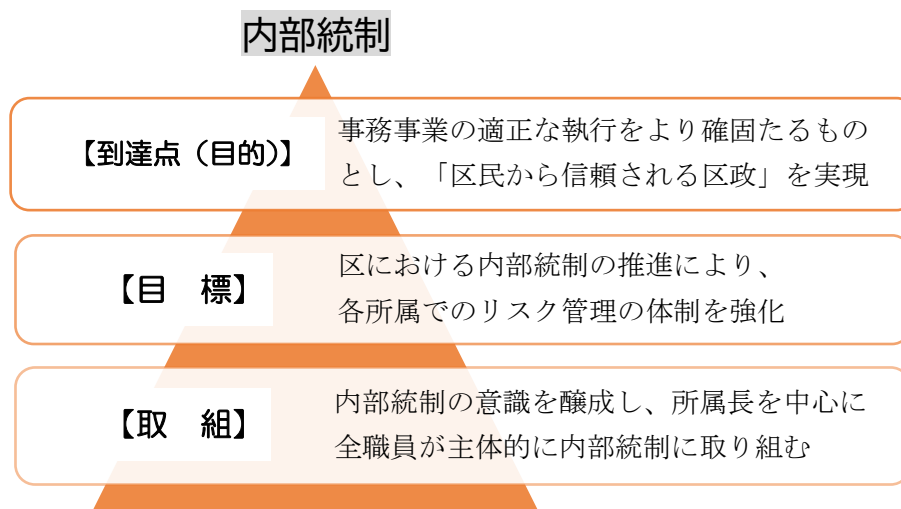 内部統制
【到達点（目的）】
事務事業の適正な執行をより確固たるもの
とし、「区民から信頼される区政」を実現
【目　標】
区における内部統制の推進により、
各所属でのリスク管理の体制を強化
【取　組】
内部統制の意識を醸成し、所属長を中心に
全職員が主体的に内部統制に取り組む